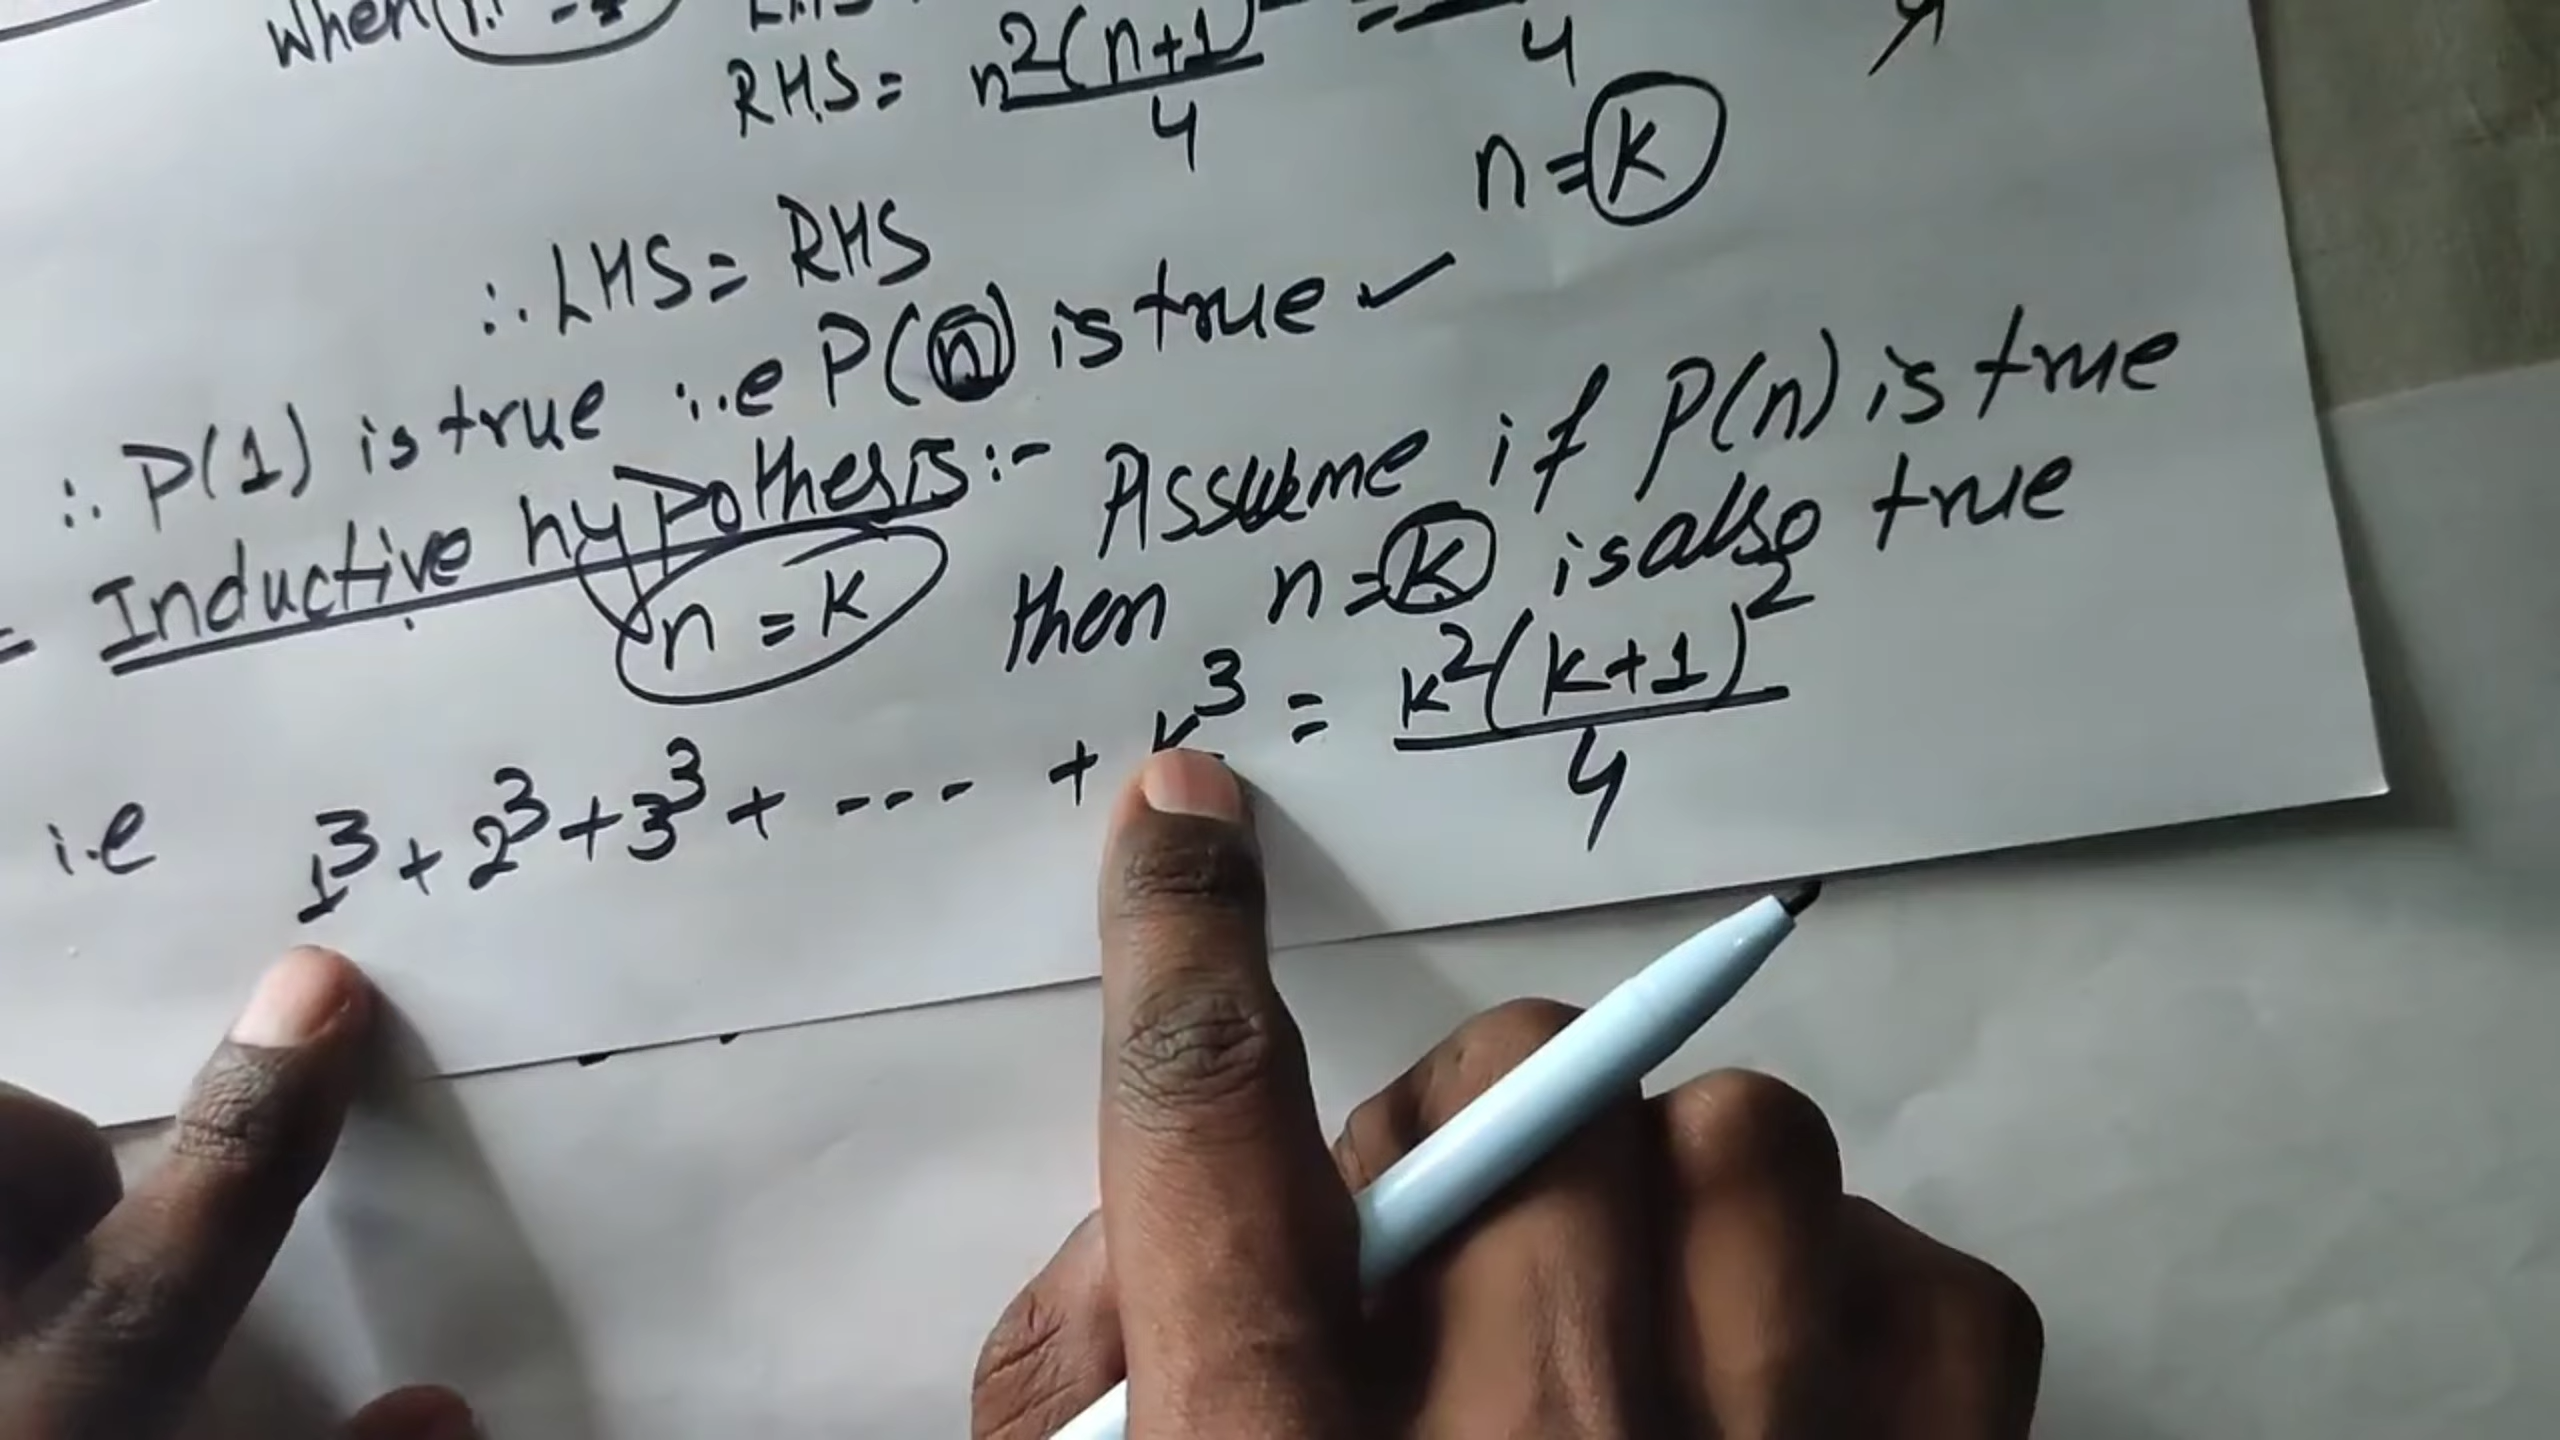 When
RHS = n²(n+1)² / 4 = / 4
n = k
∴ LHS = RHS
∴ P(1) is true i.e P(n) is true ✓
= Inductive hypothesis:- Assume if P(n) is true
n = k then n = k is also true
i.e 1³ + 2³ + 3³ + --- + k³ = k²(k+1)² / 4